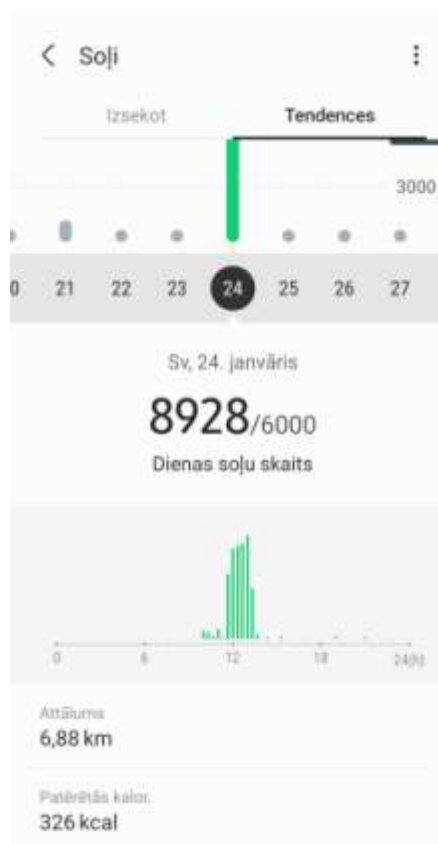 Soļi
Izsekot Tendences
3000
0 21 22 23 24 25 26 27
Sv, 24. janvāris
8928/6000
Dienas soļu skaits
0 6 12 18 24(h)
Attālums
6,88 km
Patērētās kalor.
326 kcal